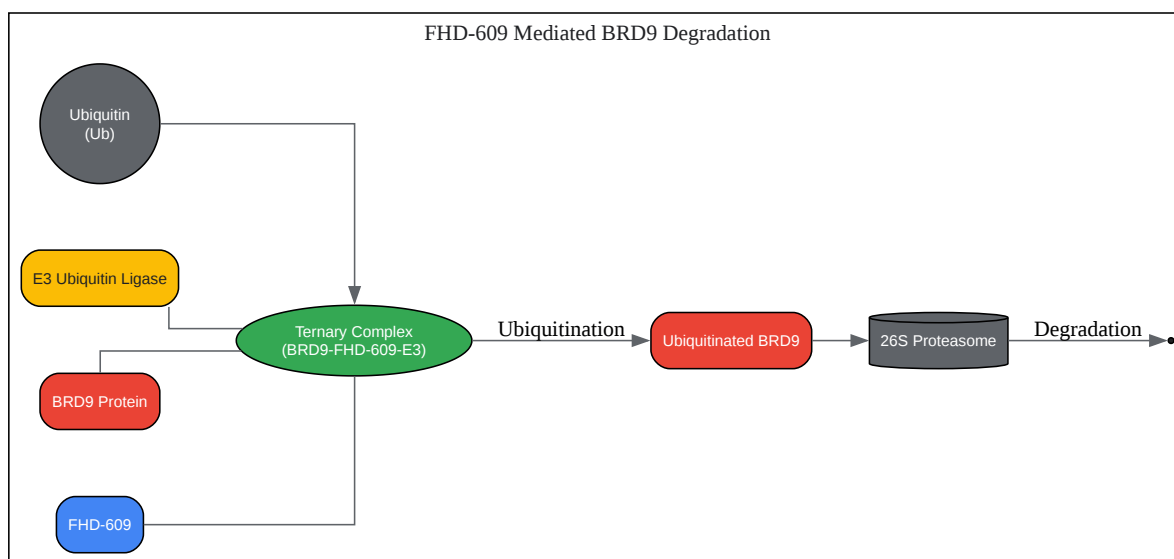 FHD-609 Mediated BRD9 Degradation
Ubiquitin
(Ub)
E3 Ubiquitin Ligase
BRD9 Protein
FHD-609
Ternary Complex
(BRD9-FHD-609-E3)
Ubiquitination
Ubiquitinated BRD9
26S Proteasome
Degradation